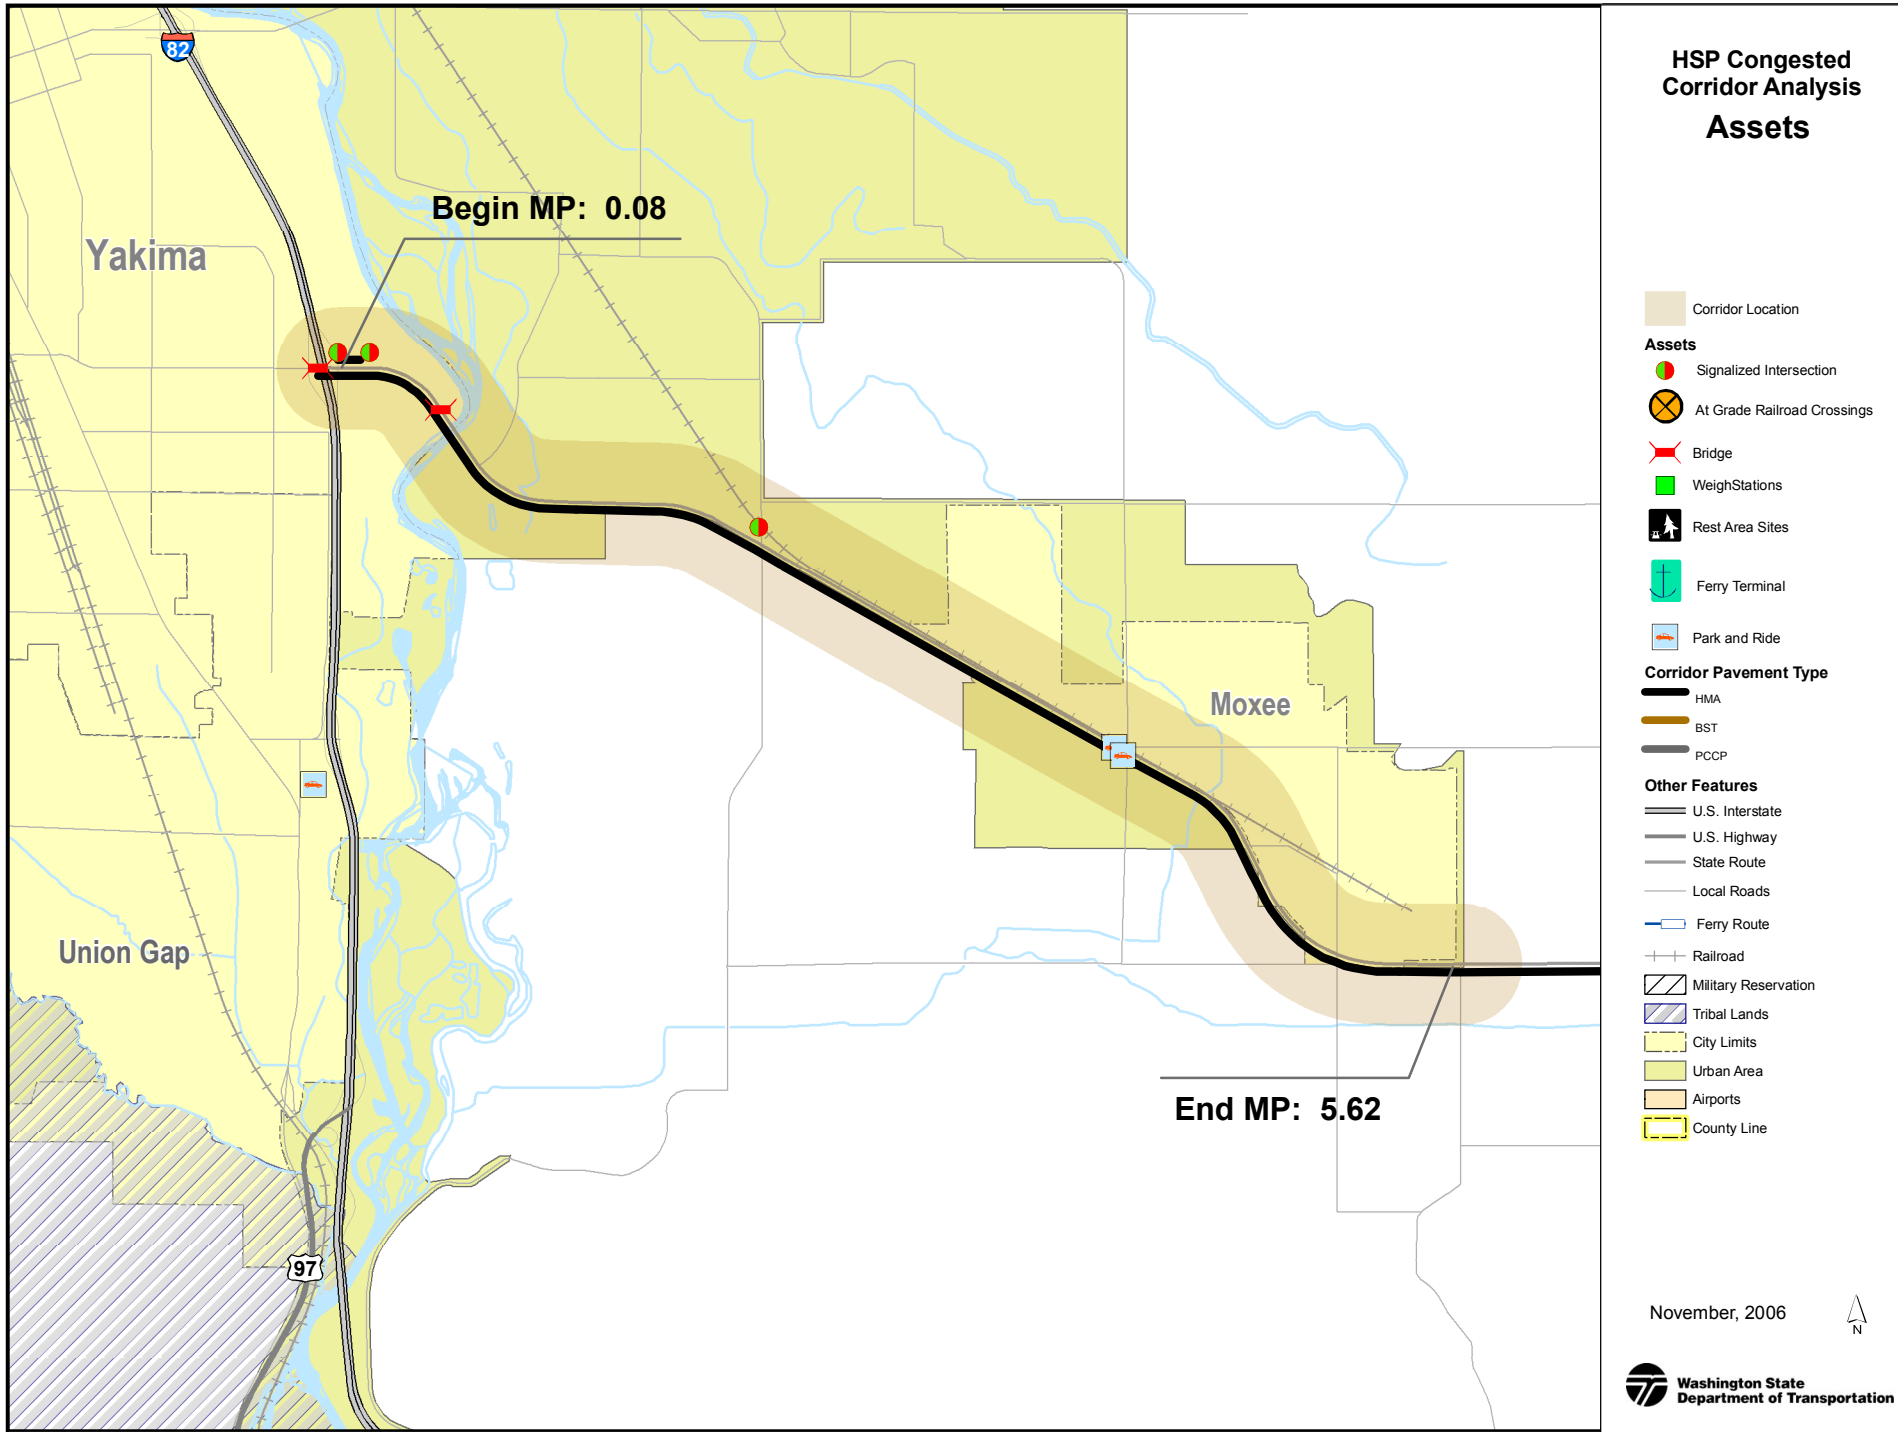 82
Begin MP: 0.08
Yakima
Moxee
Union Gap
End MP: 5.62
97
HSP Congested
Corridor Analysis
Assets
Corridor Location
Assets
Signalized Intersection
At Grade Railroad Crossings
Bridge
WeighStations
Rest Area Sites
Ferry Terminal
Park and Ride
Corridor Pavement Type
HMA
BST
PCCP
Other Features
U.S. Interstate
U.S. Highway
State Route
Local Roads
Ferry Route
Railroad
Military Reservation
Tribal Lands
City Limits
Urban Area
Airports
County Line
November, 2006
N
Washington State
Department of Transportation